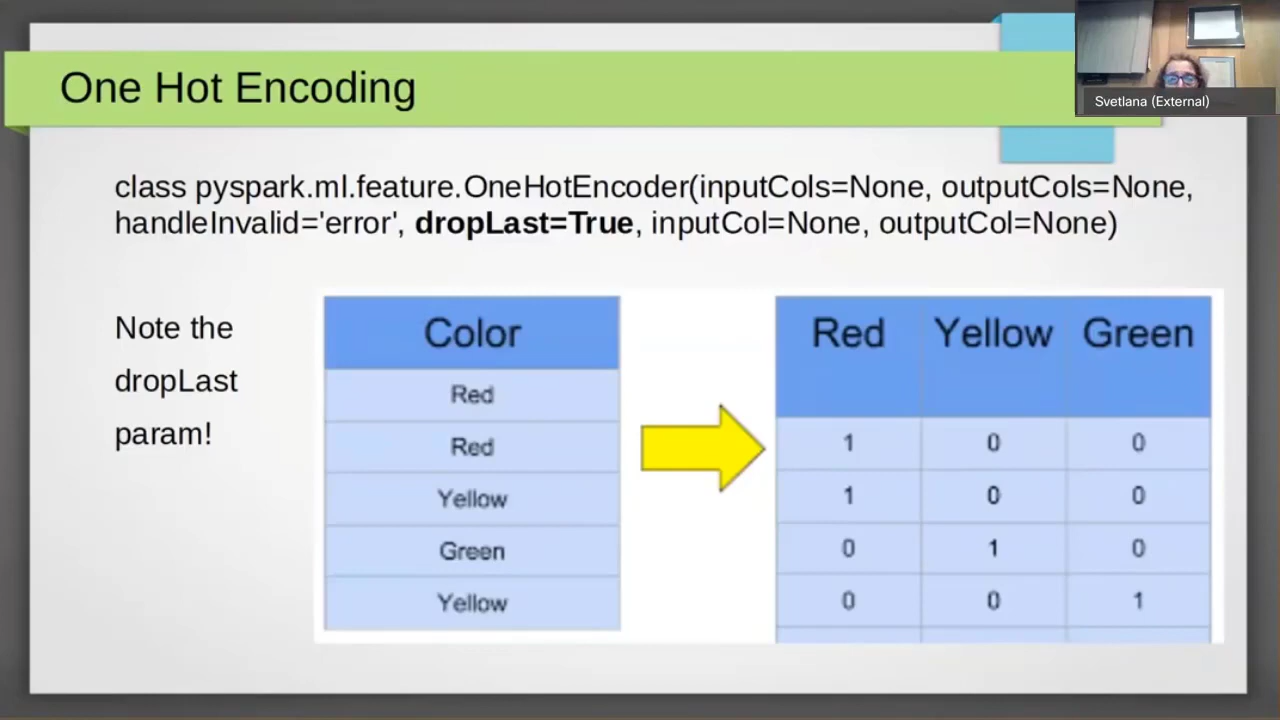 One Hot Encoding
Svetlana (External)
class pyspark.ml.feature.OneHotEncoder(inputCols=None, outputCols=None,
handleInvalid='error', dropLast=True, inputCol=None, outputCol=None)
Note the
dropLast
param!
Color
Red
Red
Yellow
Green
Yellow
Red Yellow Green
1 0 0
1 0 0
0 1 0
0 0 1